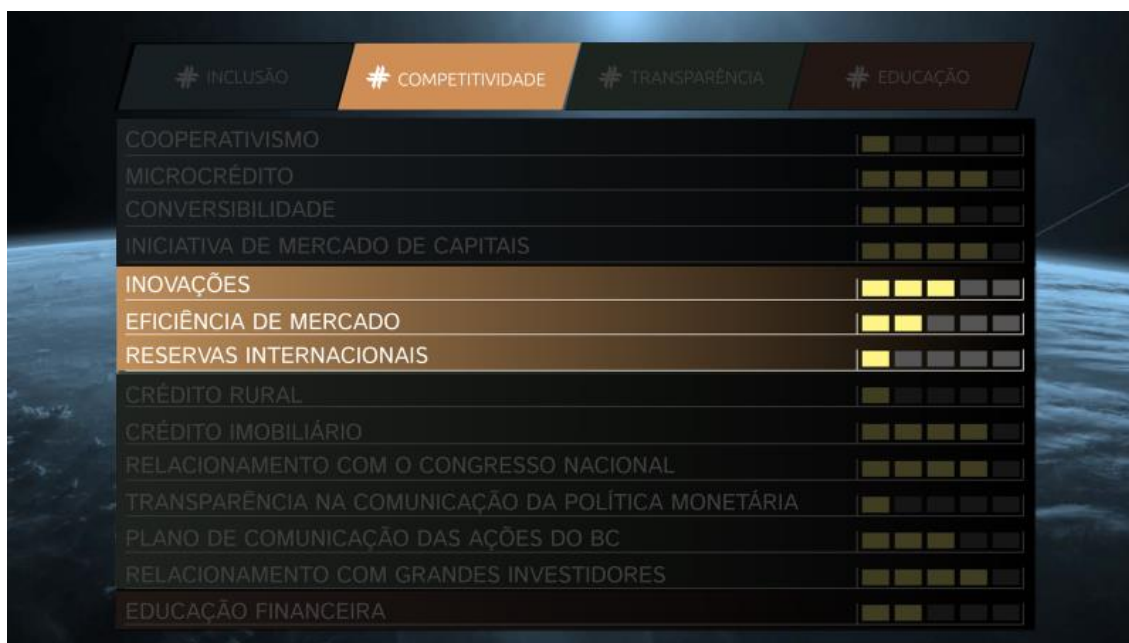 # INCLUSÃO
# COMPETITIVIDADE
# TRANSPARÊNCIA
# EDUCAÇÃO
COOPERATIVISMO
MICROCRÉDITO
CONVERSIBILIDADE
INICIATIVA DE MERCADO DE CAPITAIS
INOVAÇÕES
EFICIÊNCIA DE MERCADO
RESERVAS INTERNACIONAIS
CRÉDITO RURAL
CRÉDITO IMOBILIÁRIO
RELACIONAMENTO COM O CONGRESSO NACIONAL
TRANSPARÊNCIA NA COMUNICAÇÃO DA POLÍTICA MONETÁRIA
PLANO DE COMUNICAÇÃO DAS AÇÕES DO BC
RELACIONAMENTO COM GRANDES INVESTIDORES
EDUCAÇÃO FINANCEIRA